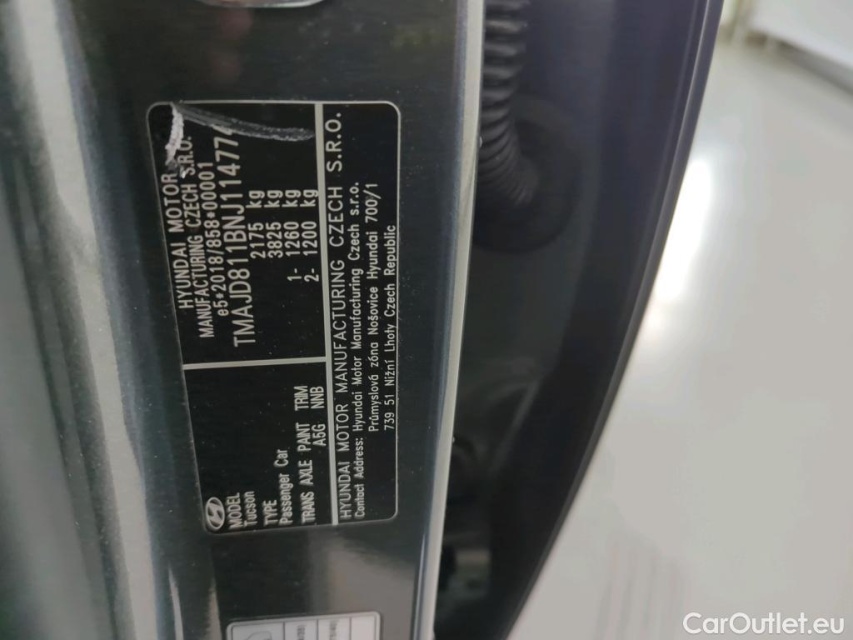 HYUNDAI MOTOR
MANUFACTURING CZECH S.R.O.
e5*2018/858*00001
TMAJD811BNJ114774
2175 kg
3825 kg
1- 1260 kg
2- 1200 kg
MODEL
Tucson
TYPE
Passenger Car
TRANS AXLE PAINT TRIM
A5G NNB
HYUNDAI MOTOR MANUFACTURING CZECH S.R.O.
Contact Address: Hyundai Motor Manufacturing Czech s.r.o.
Průmyslová zóna Nošovice Hyundai 700/1
739 51 Nižní Lhoty Czech Republic
CarOutlet.eu